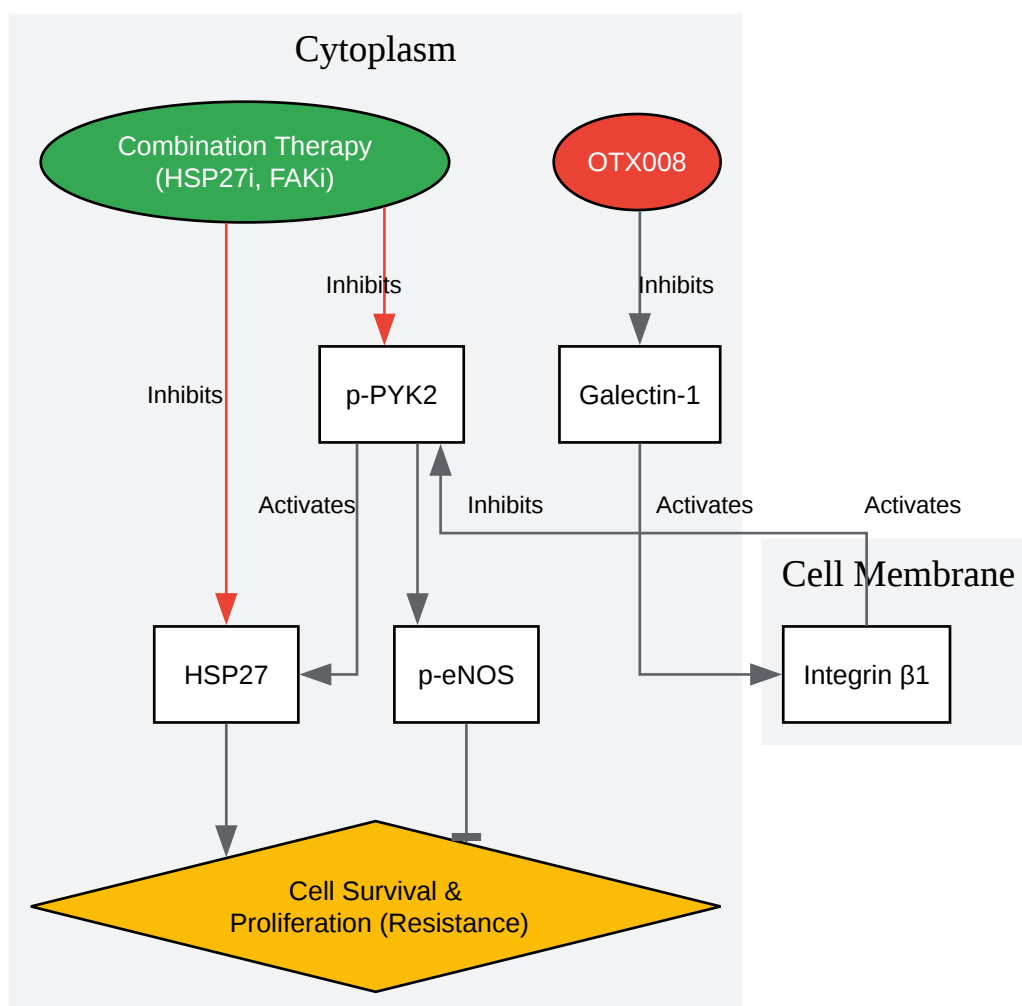 Cytoplasm
Combination Therapy
(HSP27i, FAKi)
OTX008
Inhibits
Inhibits
Inhibits
p-PYK2
Galectin-1
Activates
Inhibits
Activates
Activates
Cell Membrane
HSP27
p-eNOS
Integrin β1
Cell Survival &
Proliferation (Resistance)